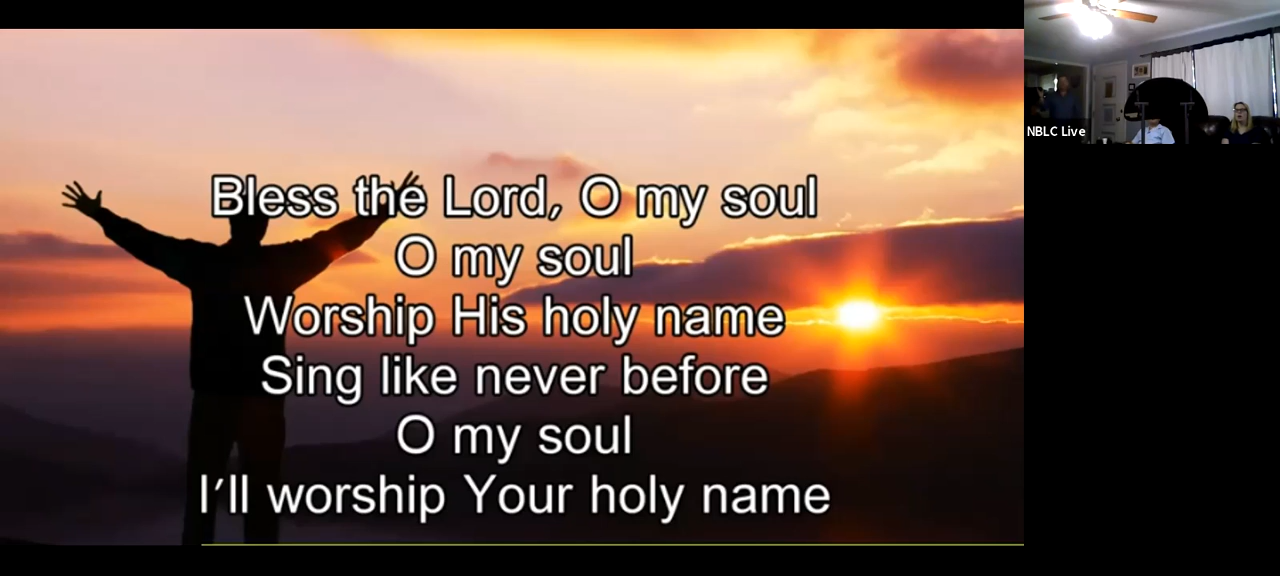 Bless the Lord, O my soul
O my soul
Worship His holy name
Sing like never before
O my soul
I'll worship Your holy name
NBLC Live